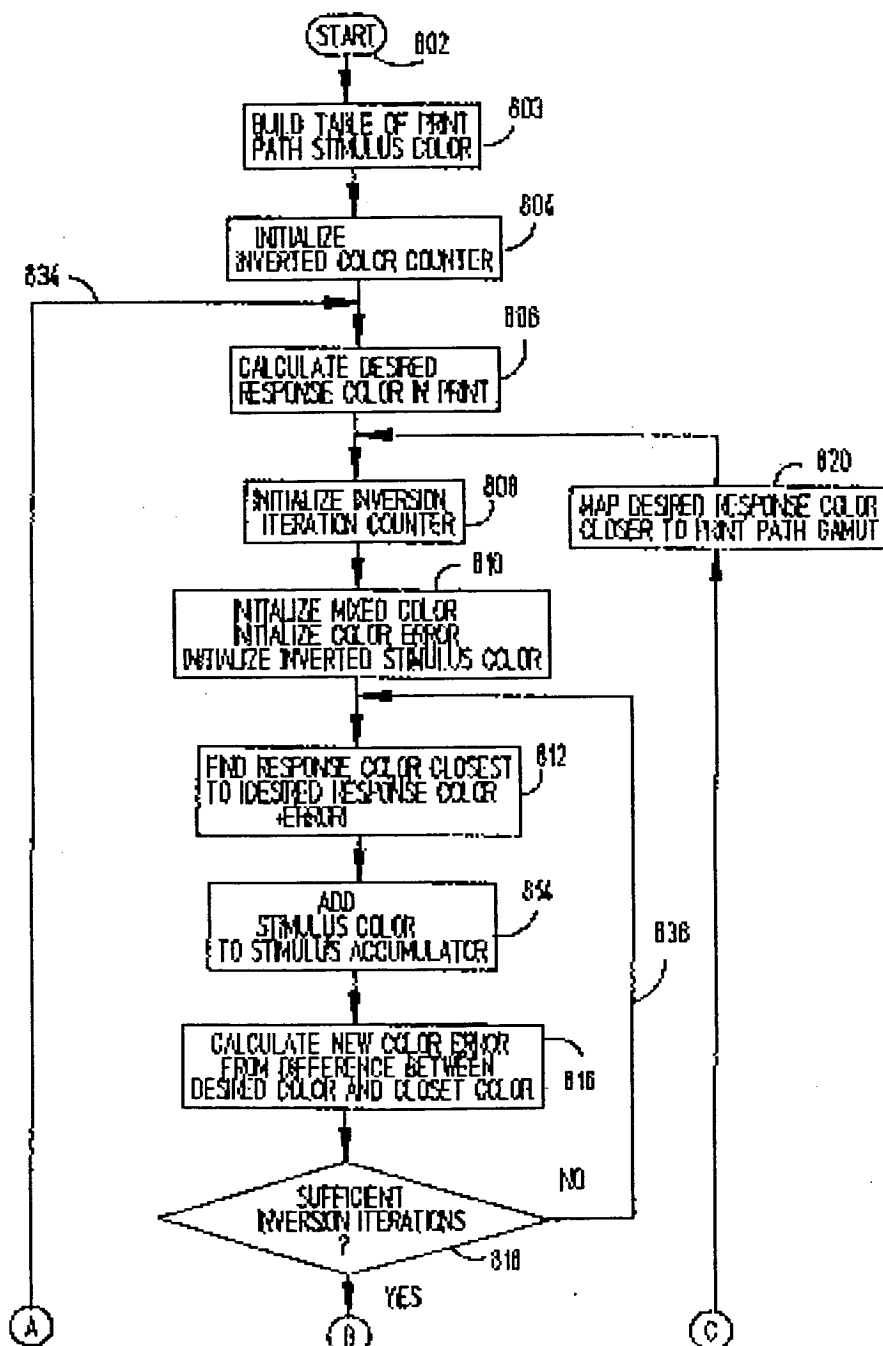 START
802
BUILD TABLE OF PRINT
PATH STIMULUS COLOR
803
804
INITIALIZE
INVERTED COLOR COUNTER
834
806
CALCULATE DESIRED
RESPONSE COLOR IN PRINT
820
808
INITIALIZE INVERSION
ITERATION COUNTER
MAP DESIRED RESPONSE COLOR
CLOSER TO PRINT PATH GAMUT
810
INITIALIZE MIXED COLOR
INITIALIZE COLOR ERROR
INITIALIZE INVERTED STIMULUS COLOR
812
FIND RESPONSE COLOR CLOSEST
TO (DESIRED RESPONSE COLOR
+ERROR)
ADD
STIMULUS COLOR
TO STIMULUS ACCUMULATOR
814
836
CALCULATE NEW COLOR ERROR
FROM DIFFERENCE BETWEEN
DESIRED COLOR AND CLOSET COLOR
816
NO
SUFFICIENT
INVERSION ITERATIONS
?
818
YES
A
B
C